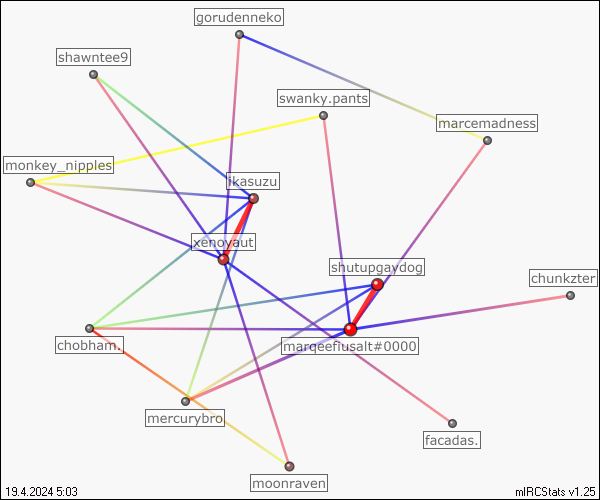 gorudenneko
shawntee9
swanky.pants
marcemadness
monkey_nipples
ikasuzu
xenoyaut
shutupgaydog
chunkzter
marqeefiusalt#0000
chobham.
mercurybro
facadas.
moonraven
19.4.2024 5:03
mIRCStats v1.25